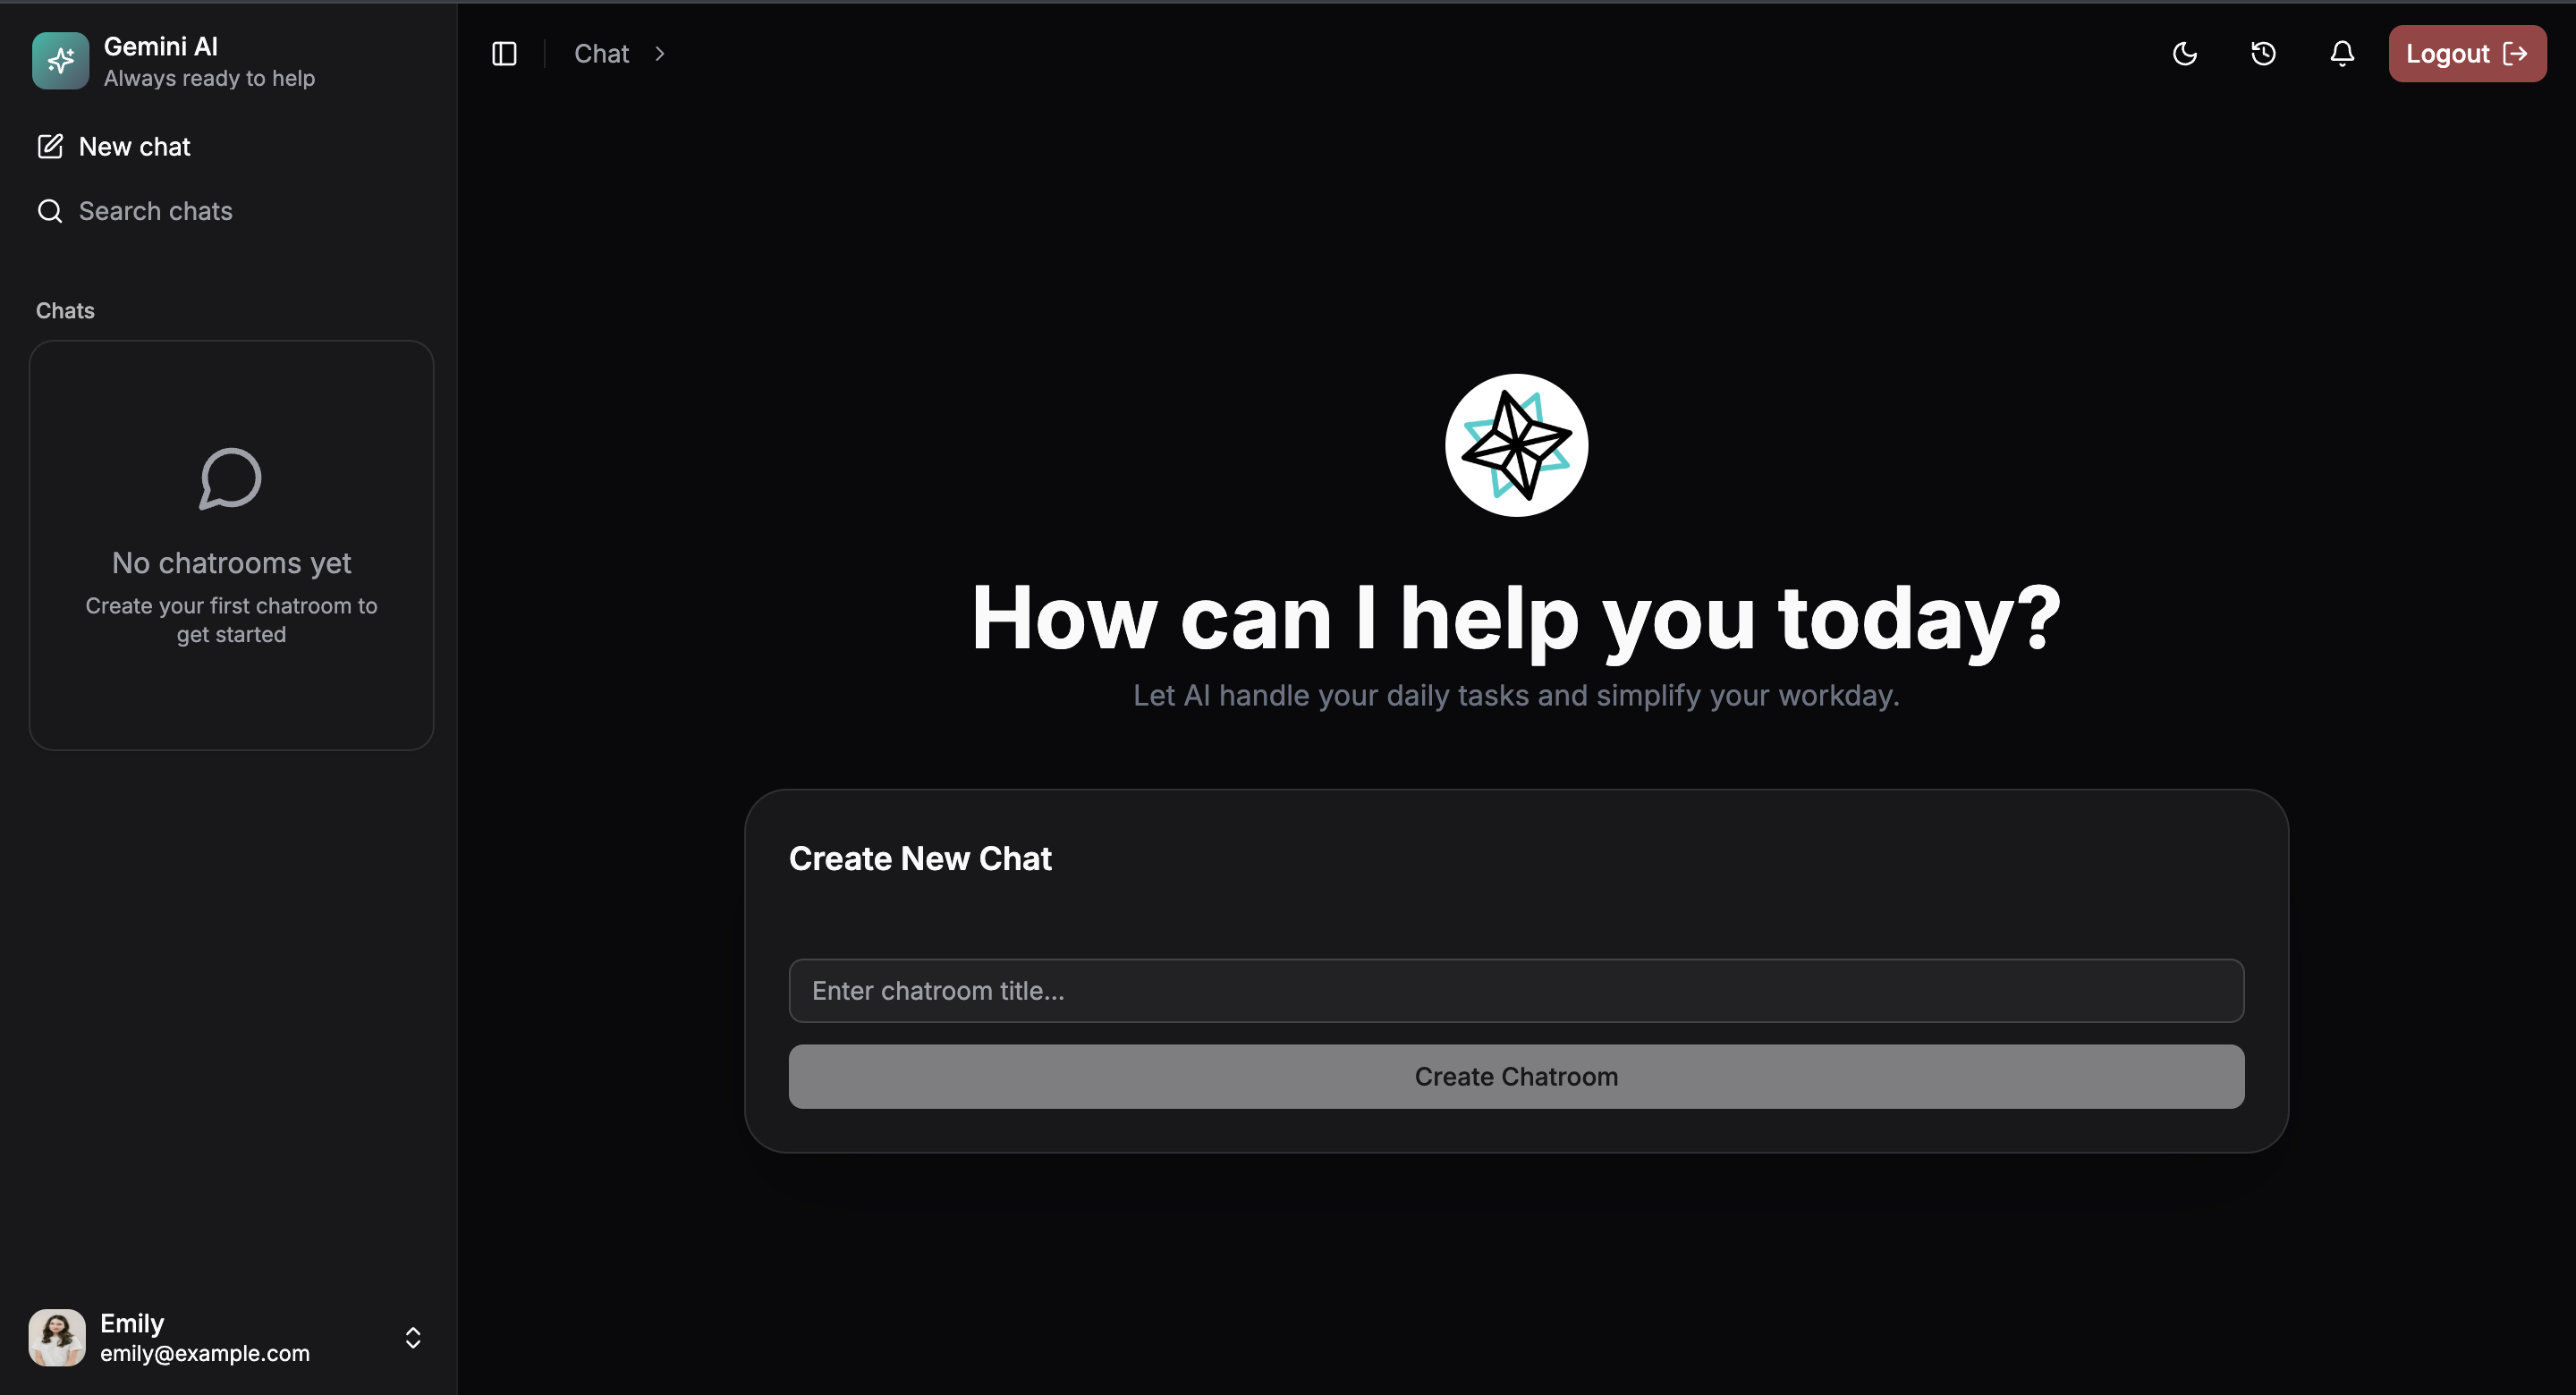 Gemini AI
Always ready to help
New chat
Search chats
Chats
No chatrooms yet
Create your first chatroom to
get started
Emily
emily@example.com
Chat
Logout
How can I help you today?
Let AI handle your daily tasks and simplify your workday.
Create New Chat
Enter chatroom title...
Create Chatroom